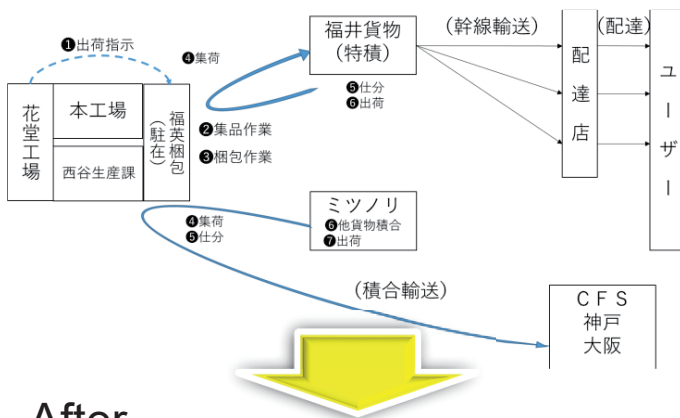 ❶出荷指示
❹集荷
福井貨物
(特積)
(幹線輸送)
(配達)
花堂工場
本工場
西谷生産課
福英梱包
(駐在)
❷集品作業
❸梱包作業
❺仕分
❻出荷
配達店
ユーザー
❹集荷
❺仕分
ミツノリ
❻他貨物積合
❼出荷
(積合輸送)
CFS
神戸
大阪
After